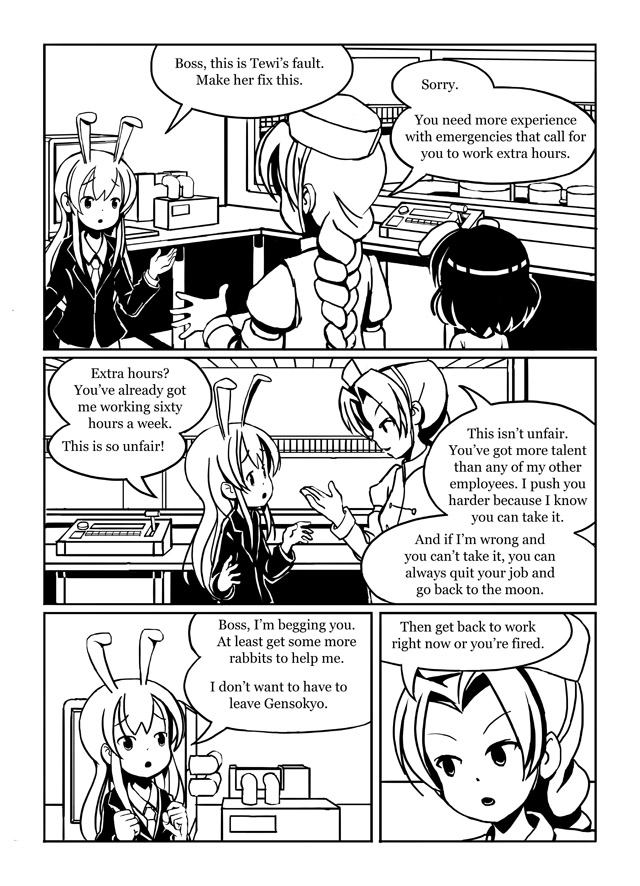 Boss, this is Tewi's fault.
Make her fix this.
Sorry.
You need more experience
with emergencies that call for
you to work extra hours.
Extra hours?
You've already got
me working sixty
hours a week.
This is so unfair!
This isn't unfair.
You've got more talent
than any of my other
employees. I push you
harder because I know
you can take it.
And if I'm wrong and
you can't take it, you can
always quit your job and
go back to the moon.
Boss, I'm begging you.
At least get some more
rabbits to help me.
I don't want to have to
leave Gensokyo.
Then get back to work
right now or you're fired.